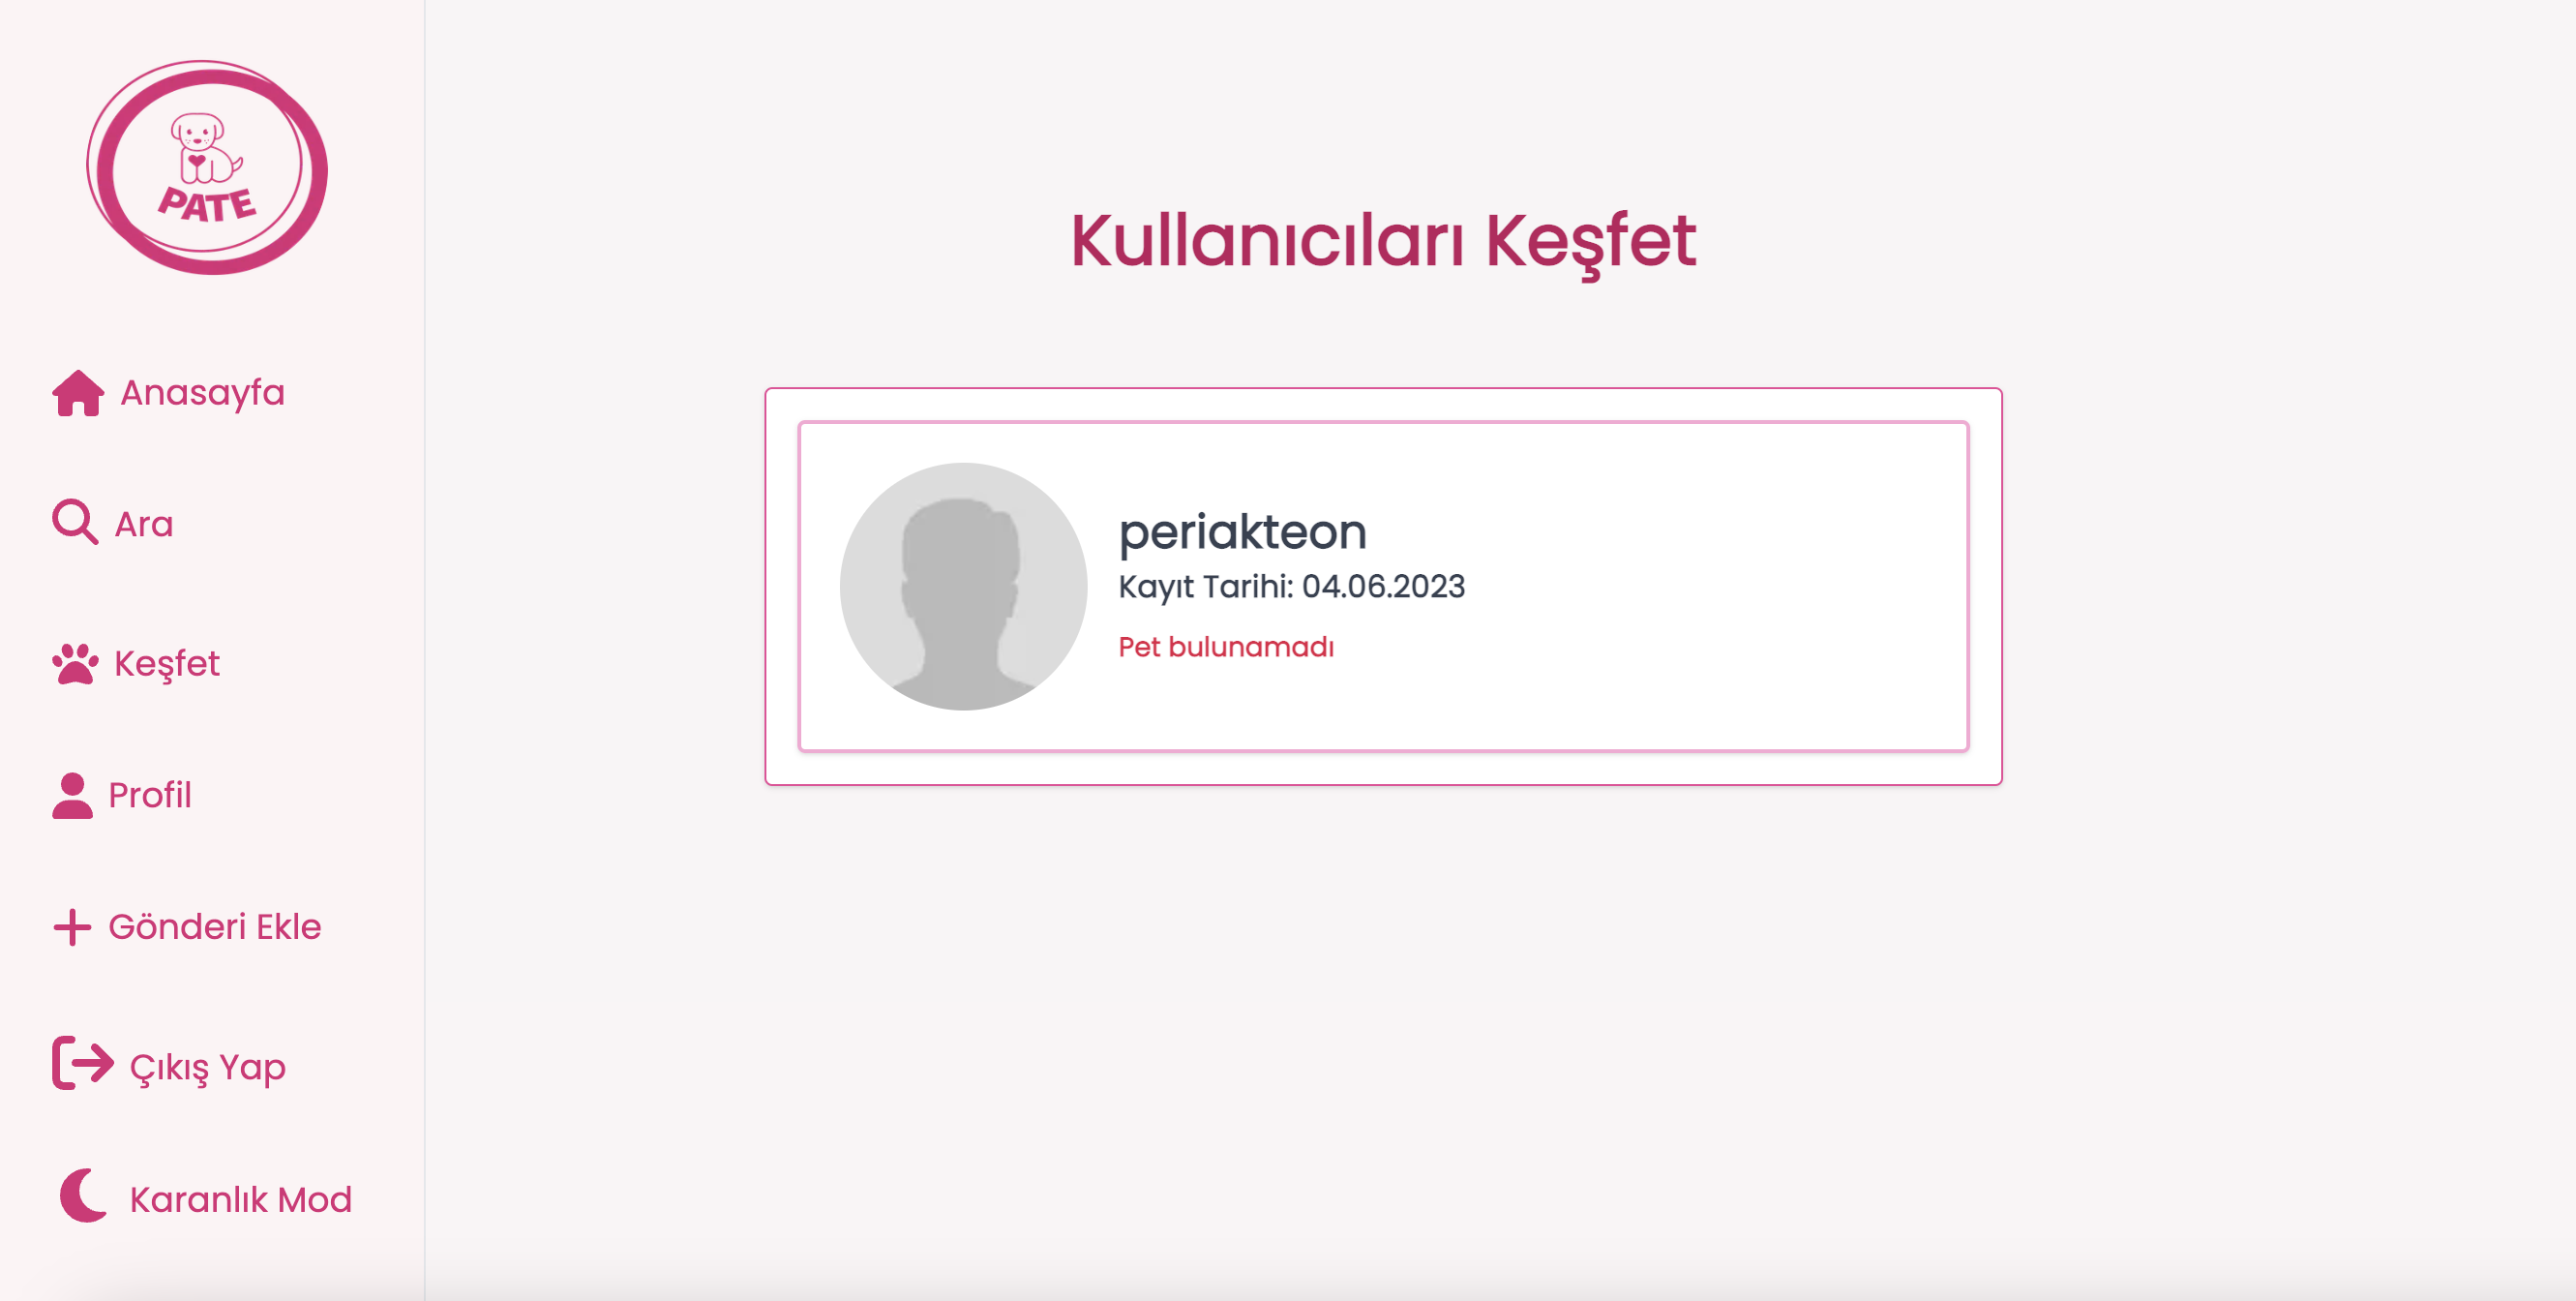 PATE
Anasayfa
Ara
Keşfet
Profil
Gönderi Ekle
Çıkış Yap
Karanlık Mod
Kullanıcıları Keşfet
periakteon
Kayıt Tarihi: 04.06.2023
Pet bulunamadı